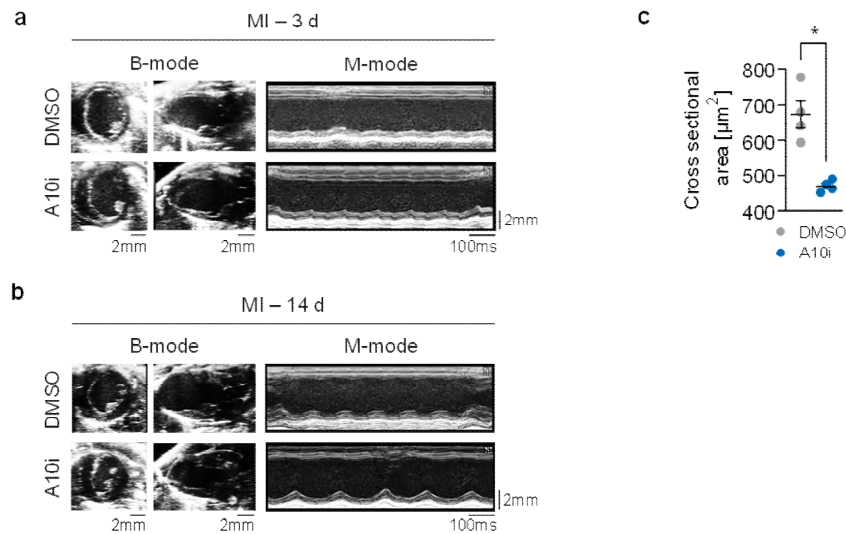 a
MI – 3 d
B-mode
M-mode
DMSO
A10i
2mm
2mm
100ms
2mm
b
MI – 14 d
B-mode
M-mode
DMSO
A10i
2mm
2mm
100ms
2mm
c
*
Cross sectional
area [µm²]
800
700
600
500
400
DMSO
A10i